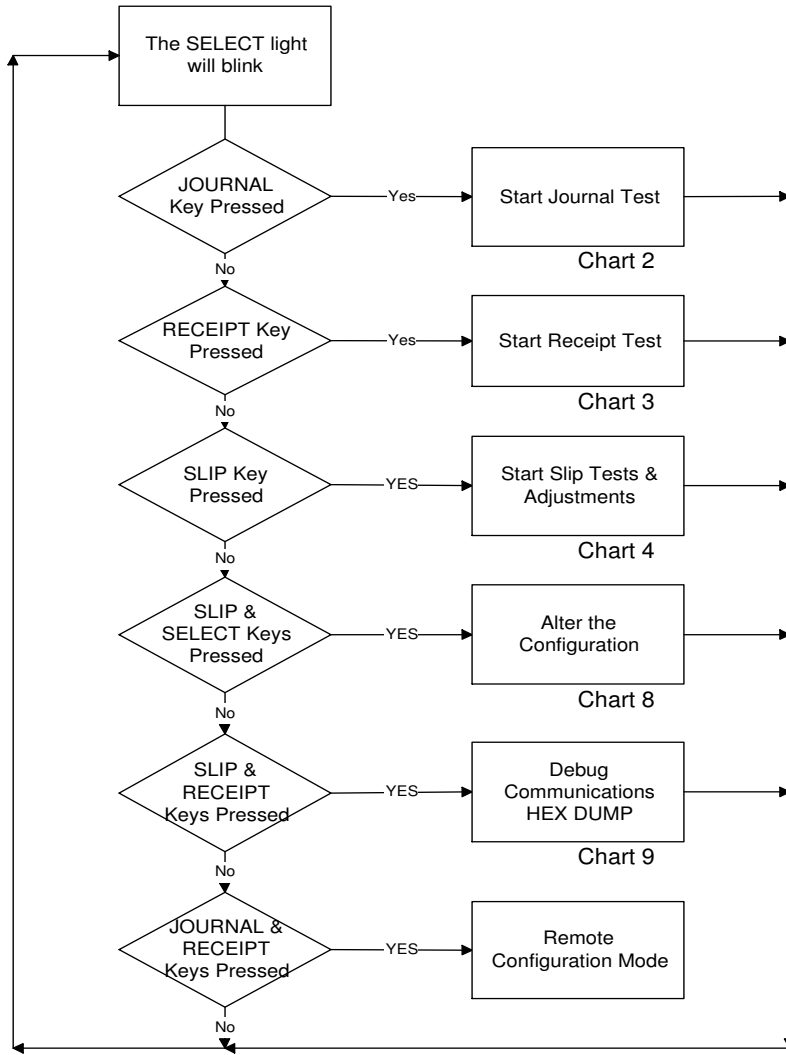 The SELECT light
will blink
JOURNAL
Key Pressed
Yes
Start Journal Test
Chart 2
No
RECEIPT Key
Pressed
Yes
Start Receipt Test
Chart 3
No
SLIP Key
Pressed
YES
Start Slip Tests &
Adjustments
Chart 4
No
SLIP &
SELECT Keys
Pressed
YES
Alter the
Configuration
Chart 8
No
SLIP &
RECEIPT
Keys Pressed
YES
Debug
Communications
HEX DUMP
Chart 9
No
JOURNAL &
RECEIPT
Keys Pressed
YES
Remote
Configuration Mode
No